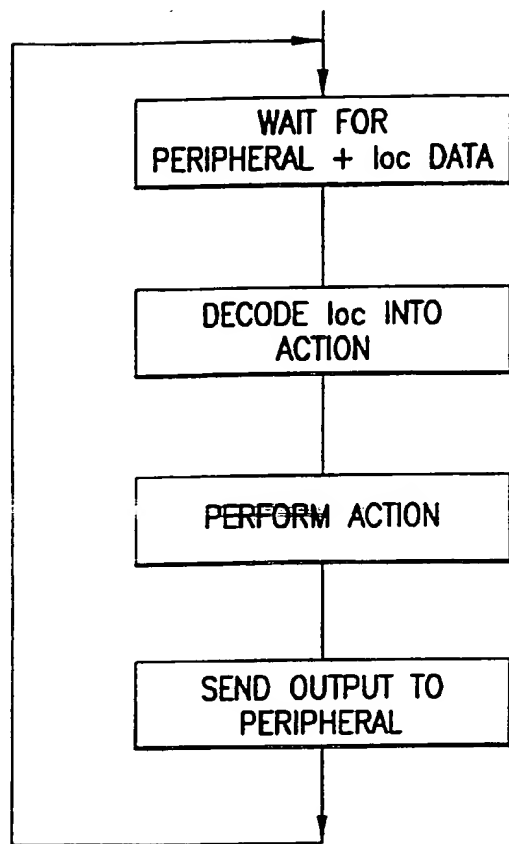 WAIT FOR
PERIPHERAL + loc DATA
DECODE loc INTO
ACTION
PERFORM ACTION
SEND OUTPUT TO
PERIPHERAL